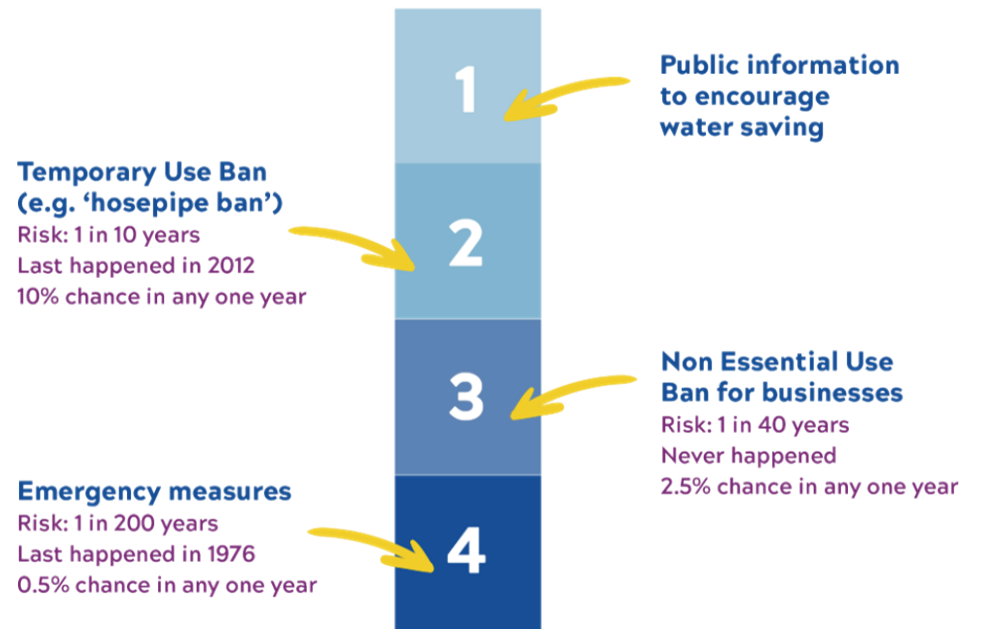 1
Public information
to encourage
water saving
Temporary Use Ban
(e.g. ‘hosepipe ban’)
Risk: 1 in 10 years
Last happened in 2012
10% chance in any one year
2
3
Non Essential Use
Ban for businesses
Risk: 1 in 40 years
Never happened
2.5% chance in any one year
Emergency measures
Risk: 1 in 200 years
Last happened in 1976
0.5% chance in any one year
4